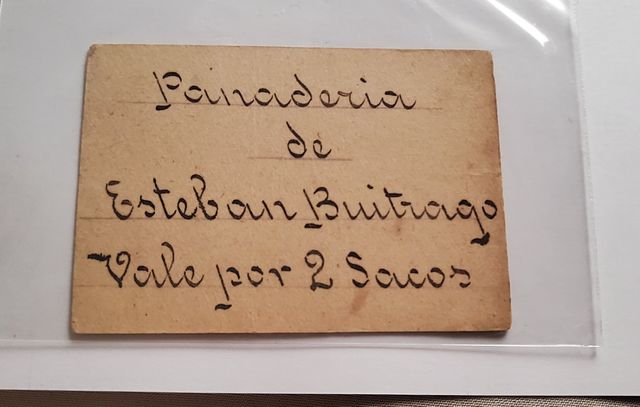 Panaderia
de
Esteban Buitrago
Vale por 2 Sacos